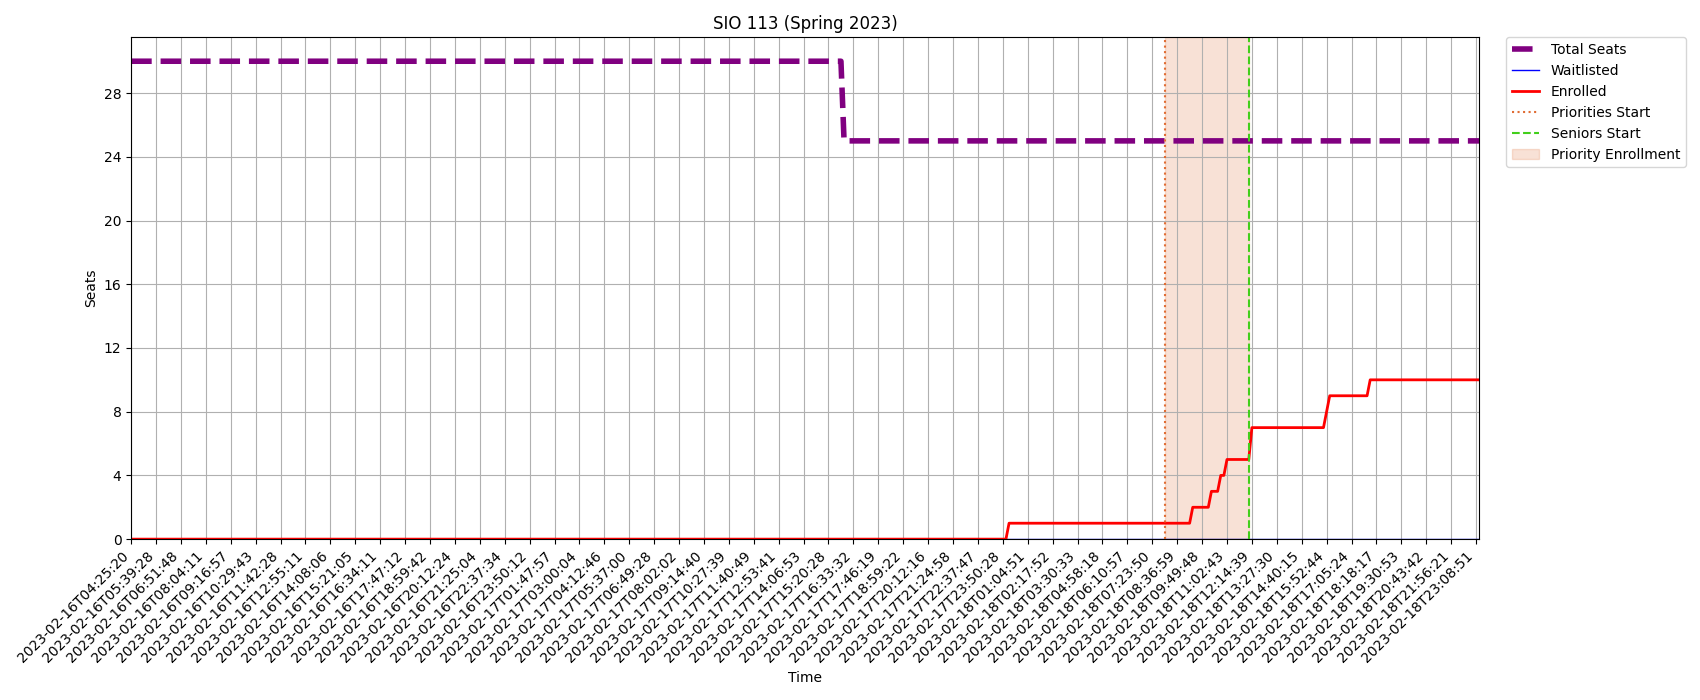 SIO 113 (Spring 2023)
Total Seats
Waitlisted
Enrolled
Priorities Start
Seniors Start
Priority Enrollment
Seats
28
24
20
16
12
8
4
0
2023-02-16T04:25:20
2023-02-16T05:39:28
2023-02-16T06:51:48
2023-02-16T08:04:11
2023-02-16T09:16:57
2023-02-16T10:29:43
2023-02-16T11:42:28
2023-02-16T12:55:11
2023-02-16T14:08:06
2023-02-16T15:21:05
2023-02-16T16:34:11
2023-02-16T17:47:12
2023-02-16T18:59:42
2023-02-16T20:12:24
2023-02-16T21:25:04
2023-02-16T22:37:34
2023-02-16T23:50:12
2023-02-17T01:47:57
2023-02-17T03:00:04
2023-02-17T04:12:46
2023-02-17T05:37:00
2023-02-17T06:49:28
2023-02-17T08:02:02
2023-02-17T09:14:40
2023-02-17T10:27:39
2023-02-17T11:40:49
2023-02-17T12:53:41
2023-02-17T14:06:53
2023-02-17T15:20:28
2023-02-17T16:33:32
2023-02-17T17:46:19
2023-02-17T18:59:22
2023-02-17T20:12:16
2023-02-17T21:24:58
2023-02-17T22:37:47
2023-02-17T23:50:28
2023-02-18T01:04:51
2023-02-18T02:17:52
2023-02-18T03:30:33
2023-02-18T04:58:18
2023-02-18T06:10:57
2023-02-18T07:23:50
2023-02-18T08:36:59
2023-02-18T09:49:48
2023-02-18T11:02:43
2023-02-18T12:14:39
2023-02-18T13:27:30
2023-02-18T14:40:15
2023-02-18T15:52:44
2023-02-18T17:05:24
2023-02-18T18:18:17
2023-02-18T19:30:53
2023-02-18T20:43:42
2023-02-18T21:56:21
2023-02-18T23:08:51
Time